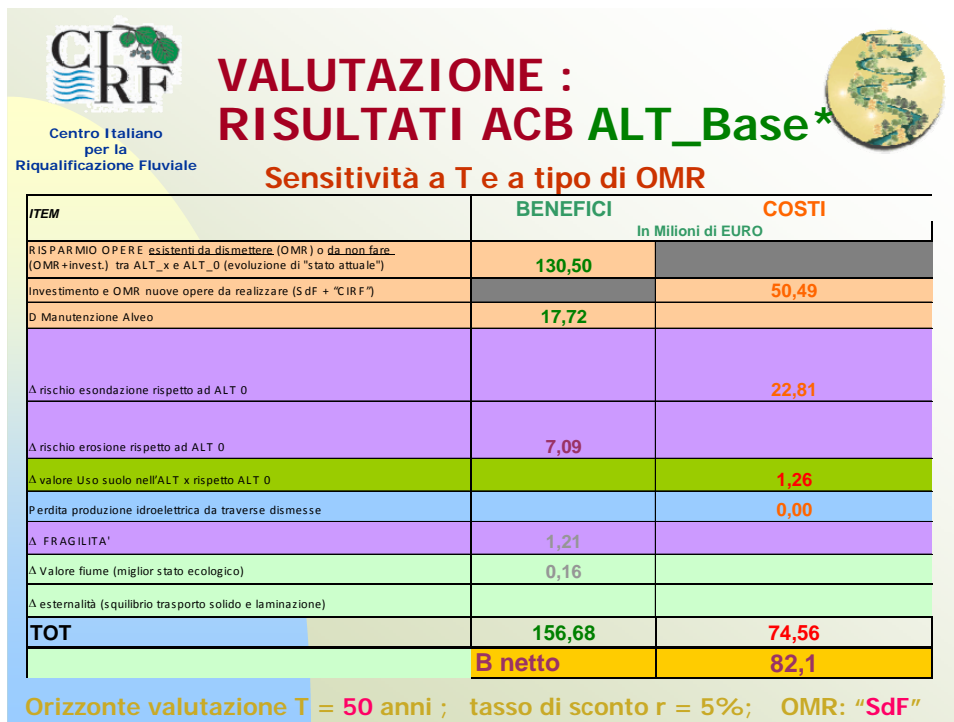 CIRF
Centro Italiano
per la
Riqualificazione Fluviale
VALUTAZIONE :
RISULTATI ACB ALT_Base*
Sensitività a T e a tipo di OMR
ITEM BENEFICI COSTI
In Milioni di EURO
RISPARMIO OPERE esistenti da dismettere (OMR) o da non fare
(OMR+invest.) tra ALT_x e ALT_0 (evoluzione di "stato attuale") 130,50
Investimento e OMR nuove opere da realizzare (SdF + “CIRF”) 50,49
D Manutenzione Alveo 17,72
Δ rischio esondazione rispetto ad ALT 0 22,81
Δ rischio erosione rispetto ad ALT 0 7,09
Δ valore Uso suolo nell’ALT x rispetto ALT 0 1,26
Perdita produzione idroelettrica da traverse dismesse 0,00
Δ FRAGILITA' 1,21
Δ Valore fiume (miglior stato ecologico) 0,16
Δ esternalità (squilibrio trasporto solido e laminazione)
TOT 156,68 74,56
B netto 82,1
Orizzonte valutazione T = 50 anni ; tasso di sconto r = 5%; OMR: “SdF”